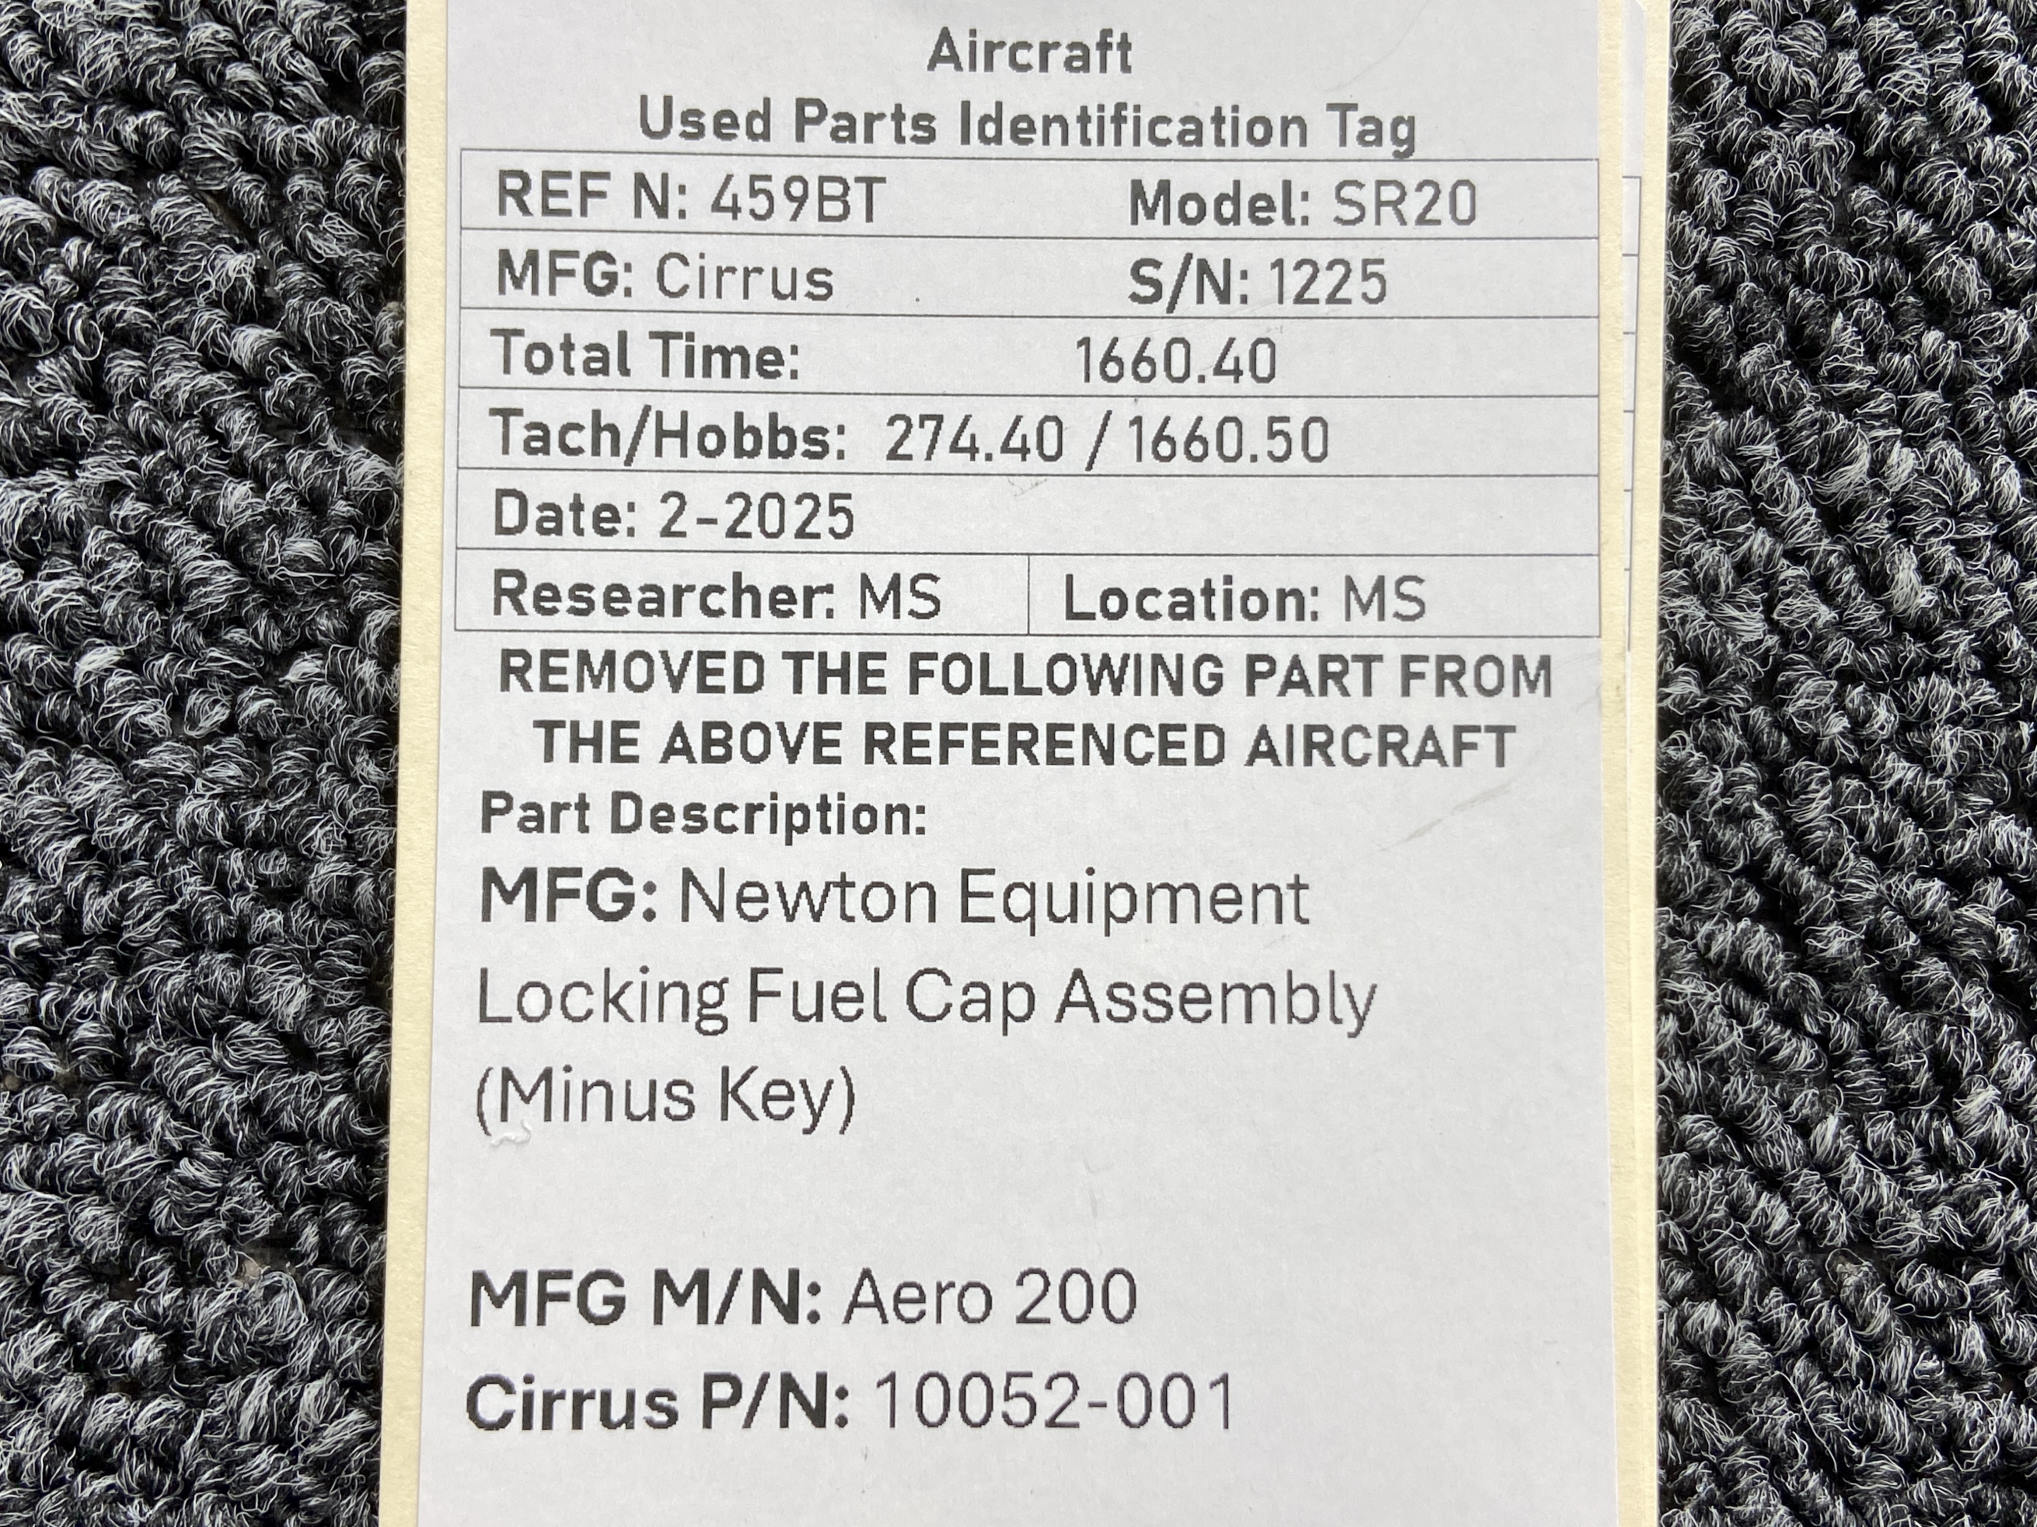 Aircraft
Used Parts Identification Tag
REF N: 459BT Model: SR20
MFG: Cirrus S/N: 1225
Total Time: 1660.40
Tach/Hobbs: 274.40 / 1660.50
Date: 2-2025
Researcher: MS Location: MS
REMOVED THE FOLLOWING PART FROM
THE ABOVE REFERENCED AIRCRAFT
Part Description:
MFG: Newton Equipment
Locking Fuel Cap Assembly
(Minus Key)
MFG M/N: Aero 200
Cirrus P/N: 10052-001